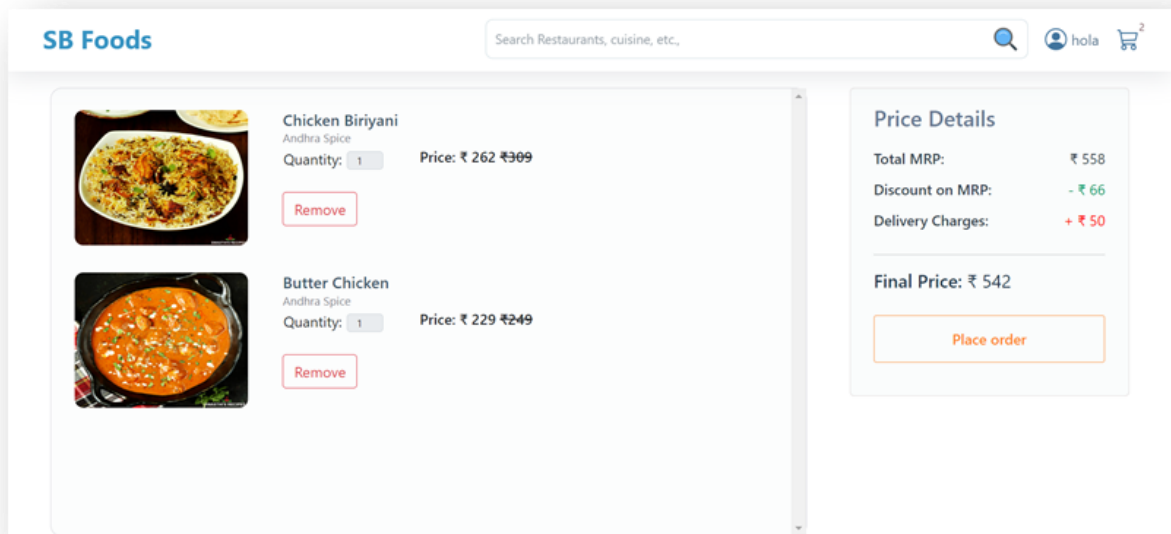 SB Foods
Search Restaurants, cuisine, etc.,
hola
2
Chicken Biriyani
Andhra Spice
Quantity: 1
Price: ₹ 262 ₹309
Remove
Butter Chicken
Andhra Spice
Quantity: 1
Price: ₹ 229 ₹249
Remove
Price Details
Total MRP: ₹ 558
Discount on MRP: - ₹ 66
Delivery Charges: + ₹ 50
Final Price: ₹ 542
Place order